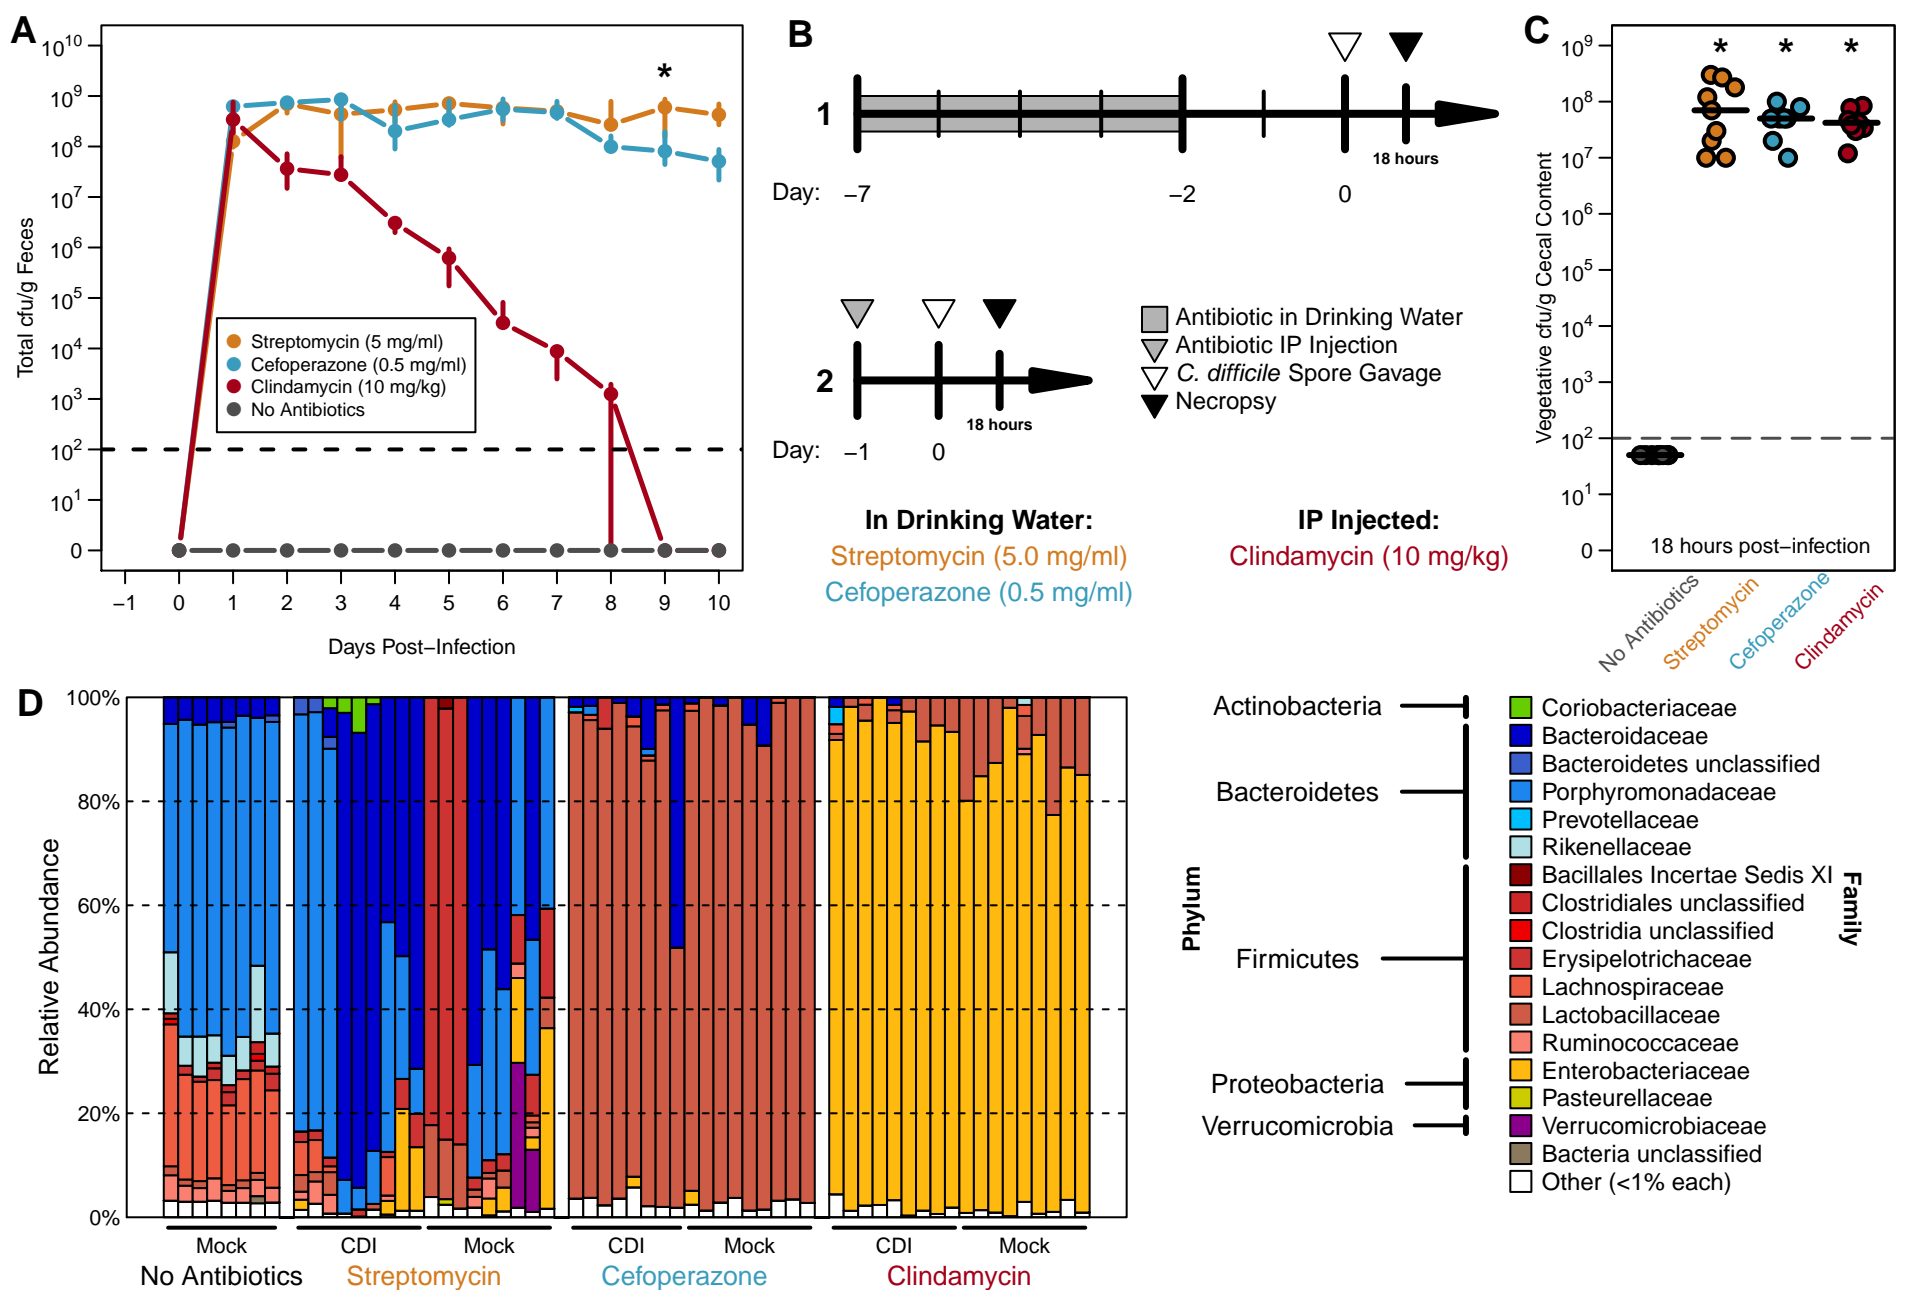 A
10^10
10^9
10^8
10^7
10^6
10^5
10^4
10^3
10^2
10^1
0
Total cfu/g Feces
*
Streptomycin (5 mg/ml)
Cefoperazone (0.5 mg/ml)
Clindamycin (10 mg/kg)
No Antibiotics
−1 0 1 2 3 4 5 6 7 8 9 10
Days Post−Infection
B
1
18 hours
Day: −7 −2 0
2
18 hours
Day: −1 0
Antibiotic in Drinking Water
Antibiotic IP Injection
C. difficile Spore Gavage
Necropsy
In Drinking Water:
Streptomycin (5.0 mg/ml)
Cefoperazone (0.5 mg/ml)
IP Injected:
Clindamycin (10 mg/kg)
C
10^9
10^8
10^7
10^6
10^5
10^4
10^3
10^2
10^1
0
Vegetative cfu/g Cecal Content
* * *
18 hours post−infection
No Antibiotics
Streptomycin
Cefoperazone
Clindamycin
D
100%
80%
60%
40%
20%
0%
Relative Abundance
Mock CDI Mock CDI Mock CDI Mock
No Antibiotics Streptomycin Cefoperazone Clindamycin
Phylum
Actinobacteria
Bacteroidetes
Firmicutes
Proteobacteria
Verrucomicrobia
Coriobacteriaceae
Bacteroidaceae
Bacteroidetes unclassified
Porphyromonadaceae
Prevotellaceae
Rikenellaceae
Bacillales Incertae Sedis XI
Clostridiales unclassified
Clostridia unclassified
Erysipelotrichaceae
Lachnospiraceae
Lactobacillaceae
Ruminococcaceae
Enterobacteriaceae
Pasteurellaceae
Verrucomicrobiaceae
Bacteria unclassified
Other (<1% each)
Family